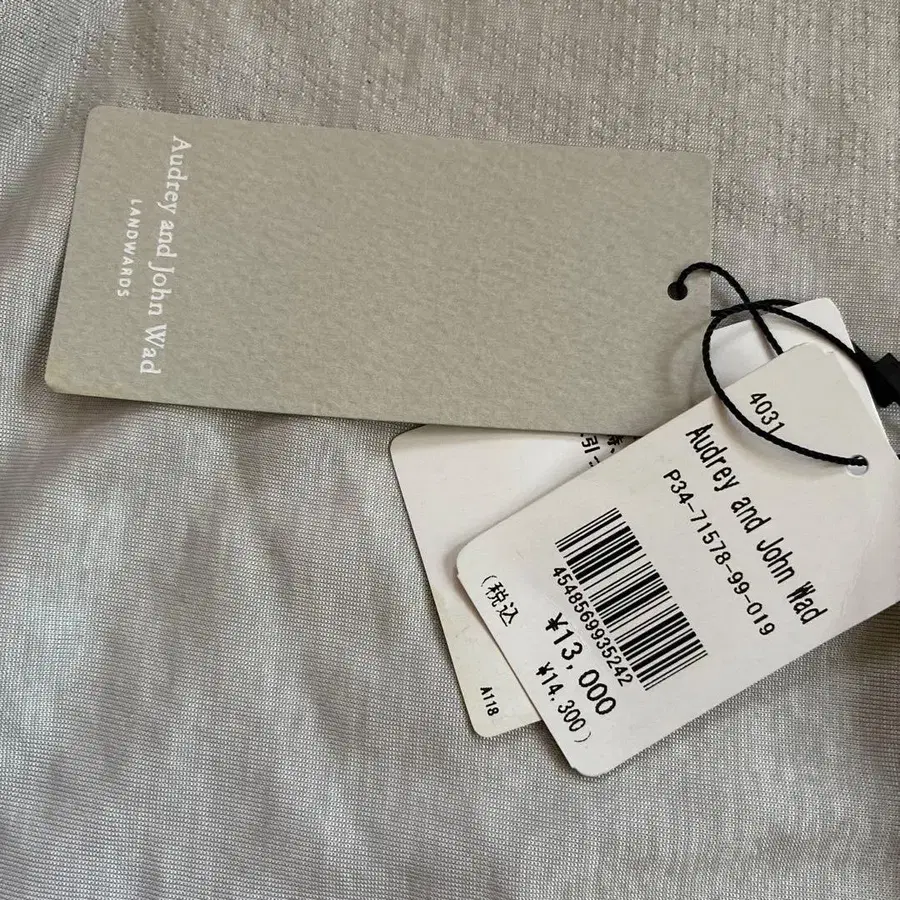 Audrey and John Wad
LANDWARDS
4031
Audrey and John Wad
P34-71578-99-019
4548569935242
¥13,000
(税込 ¥14,300)
A118